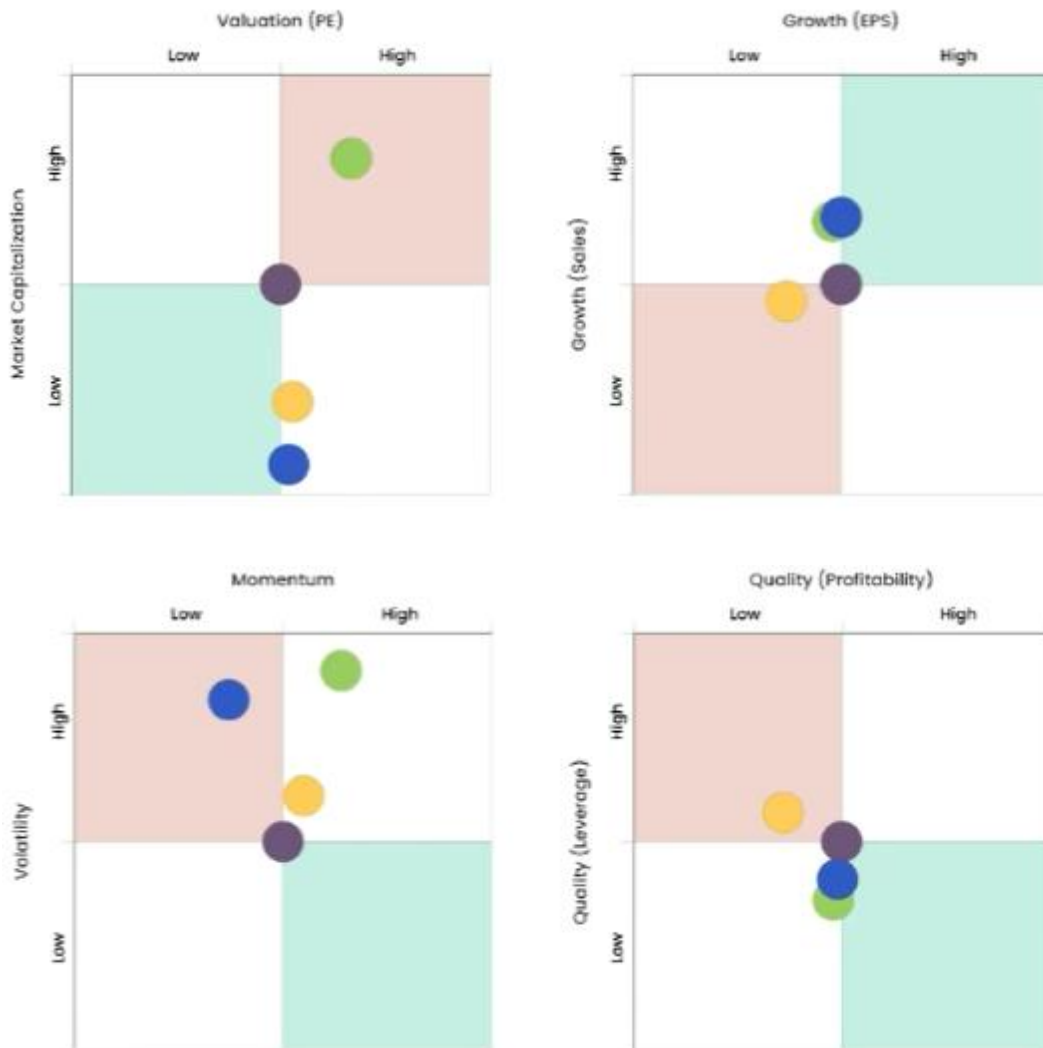 Valuation (PE)
Low High
Market Capitalization
High
Low
Growth (EPS)
Low High
Growth (Sales)
High
Low
Momentum
Low High
Volatility
High
Low
Quality (Profitability)
Low High
Quality (Leverage)
High
Low